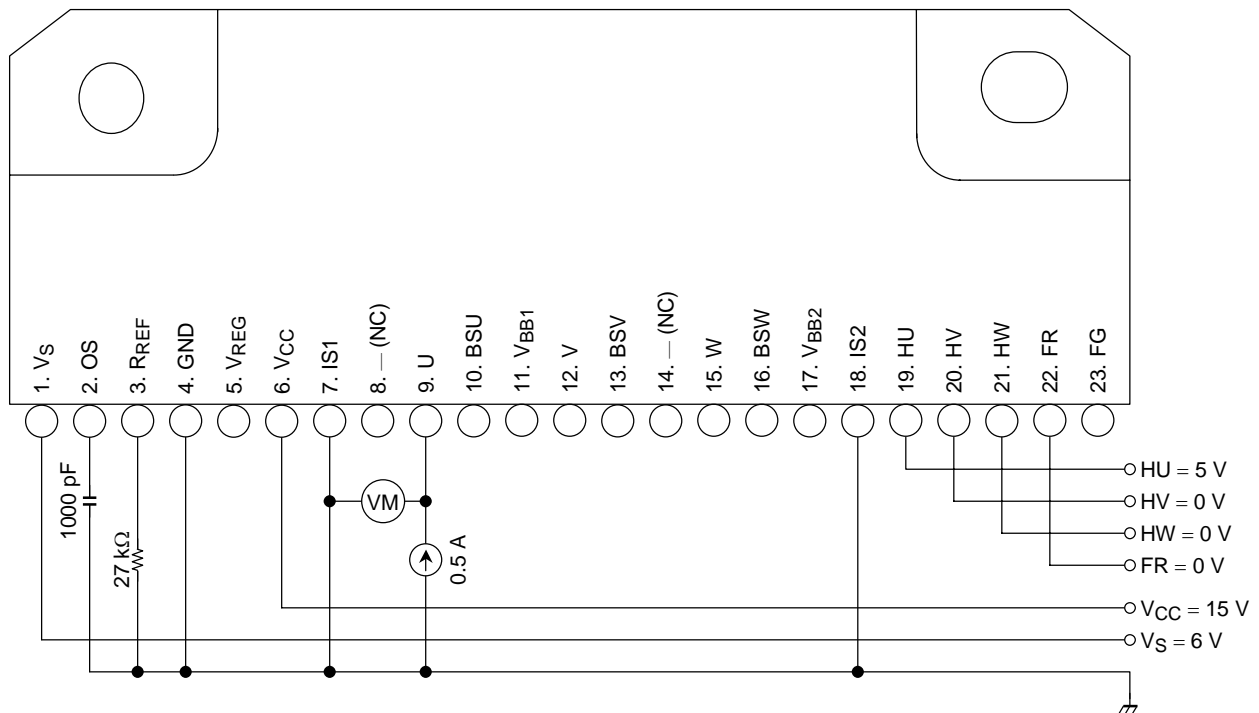 1. VS
2. OS
3. RREF
4. GND
5. VREG
6. VCC
7. IS1
8. — (NC)
9. U
10. BSU
11. VBB1
12. V
13. BSV
14. — (NC)
15. W
16. BSW
17. VBB2
18. IS2
19. HU
20. HV
21. HW
22. FR
23. FG
1000 pF
27 kΩ
VM
0.5 A
HU = 5 V
HV = 0 V
HW = 0 V
FR = 0 V
VCC = 15 V
VS = 6 V